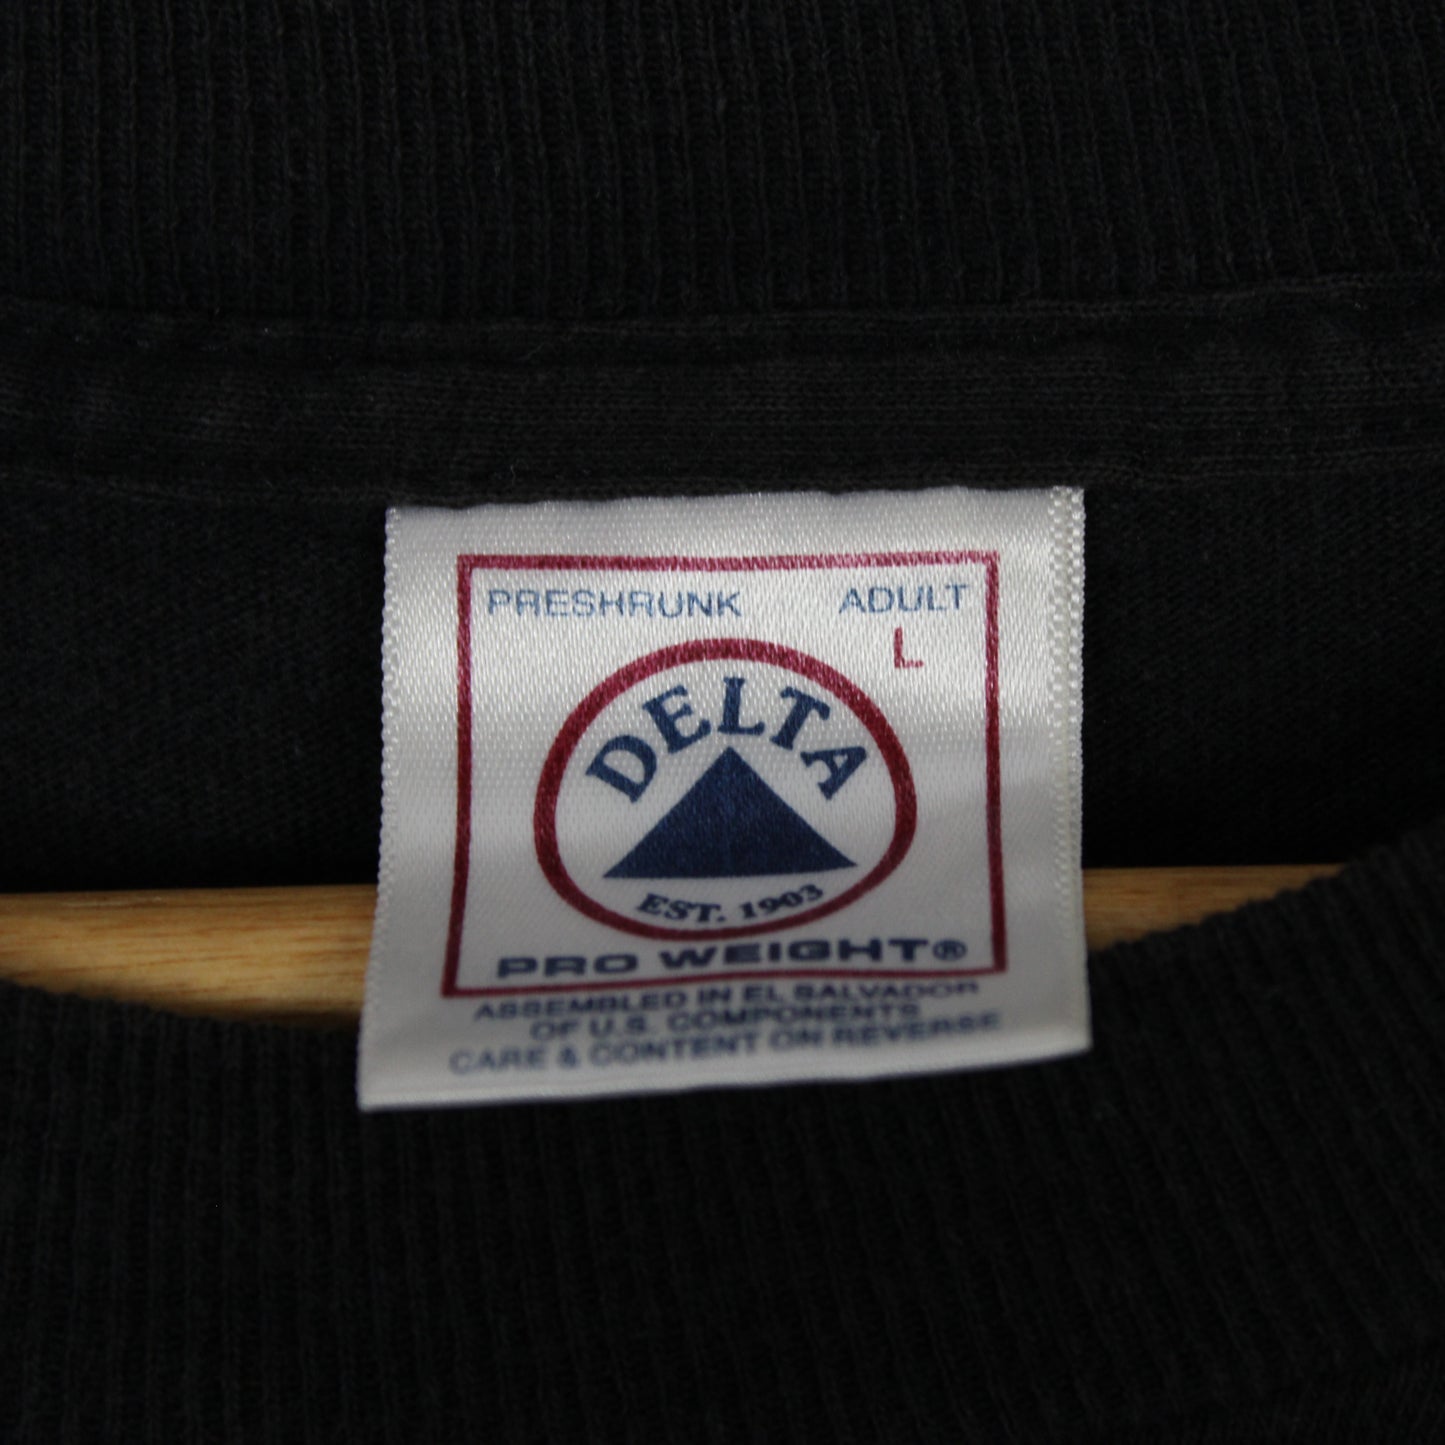 PRESHRUNK ADULT
L
DELTA
EST. 1903
PRO WEIGHT®
ASSEMBLED IN EL SALVADOR
OF U.S. COMPONENTS
CARE & CONTENT ON REVERSE